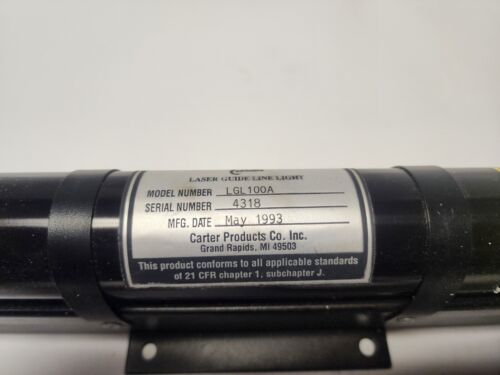 LASER GUIDE LINE LIGHT
MODEL NUMBER LGL100A
SERIAL NUMBER 4318
MFG. DATE May 1993
Carter Products Co. Inc.
Grand Rapids, MI 49503
This product conforms to all applicable standards
of 21 CFR chapter 1, subchapter J.